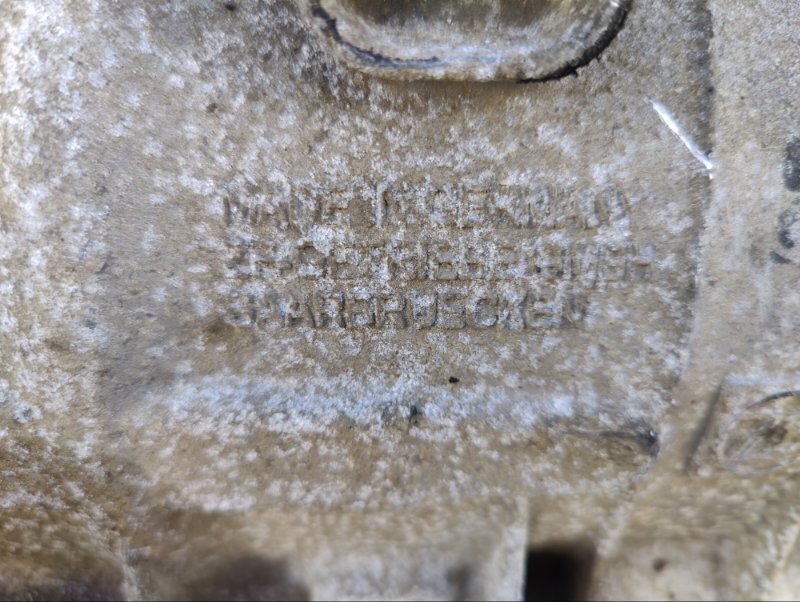 MADE IN GERMANY
ZF-GETRIEBE GMBH
SAARBRUECKEN